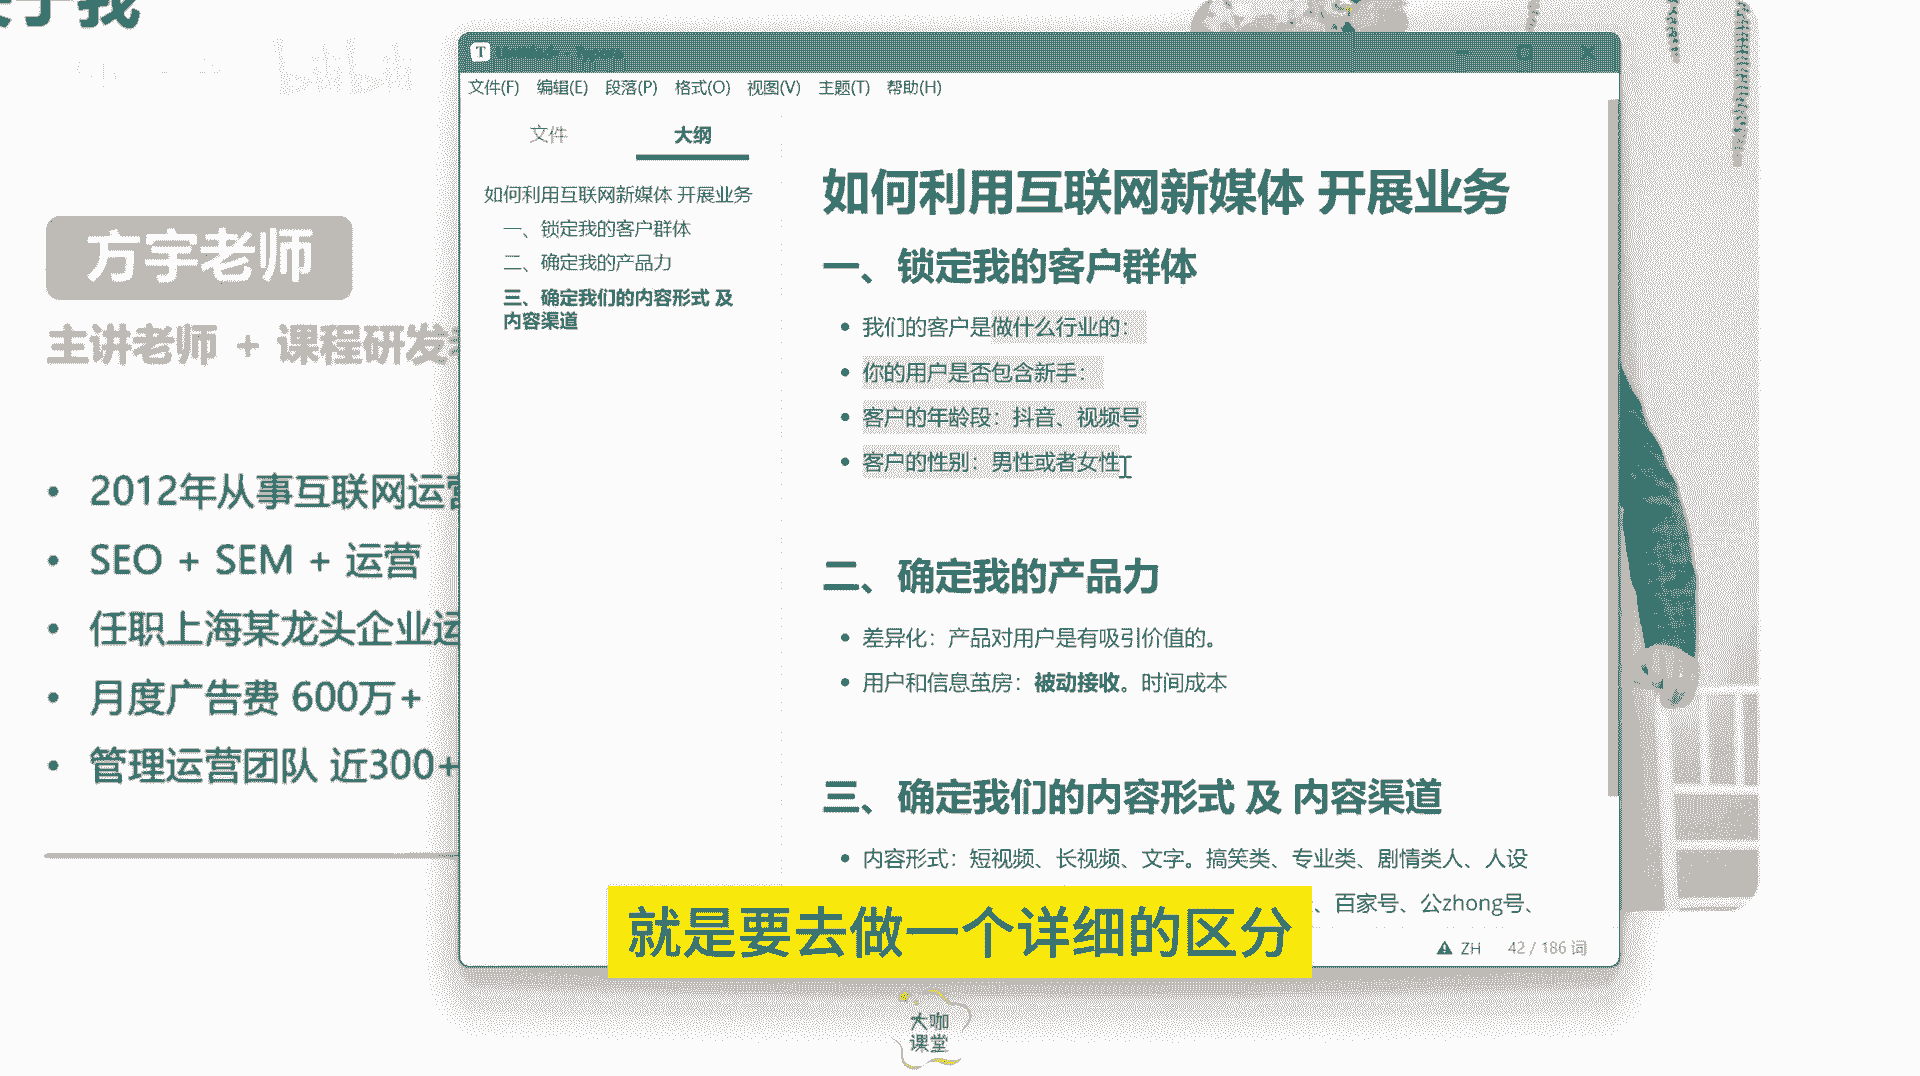 关于我
bilibili
方宇老师
主讲老师 + 课程研发
2012年从事互联网运营
SEO + SEM + 运营
任职上海某龙头企业运
月度广告费 600万+
管理运营团队 近300+
文件(F) 编辑(E) 段落(P) 格式(O) 视图(V) 主题(T) 帮助(H)
文件 大纲
如何利用互联网新媒体 开展业务
一、锁定我的客户群体
二、确定我的产品力
三、确定我们的内容形式 及
内容渠道
如何利用互联网新媒体 开展业务
一、锁定我的客户群体
我们的客户是做什么行业的：
你的用户是否包含新手：
客户的年龄段：抖音、视频号
客户的性别：男性或者女性
二、确定我的产品力
差异化：产品对用户是有吸引价值的。
用户和信息茧房：被动接收。时间成本
三、确定我们的内容形式 及 内容渠道
内容形式：短视频、长视频、文字。搞笑类、专业类、剧情类人、人设
、百家号、公zhong号、
ZH 42 / 186 词
就是要去做一个详细的区分
大咖
课堂